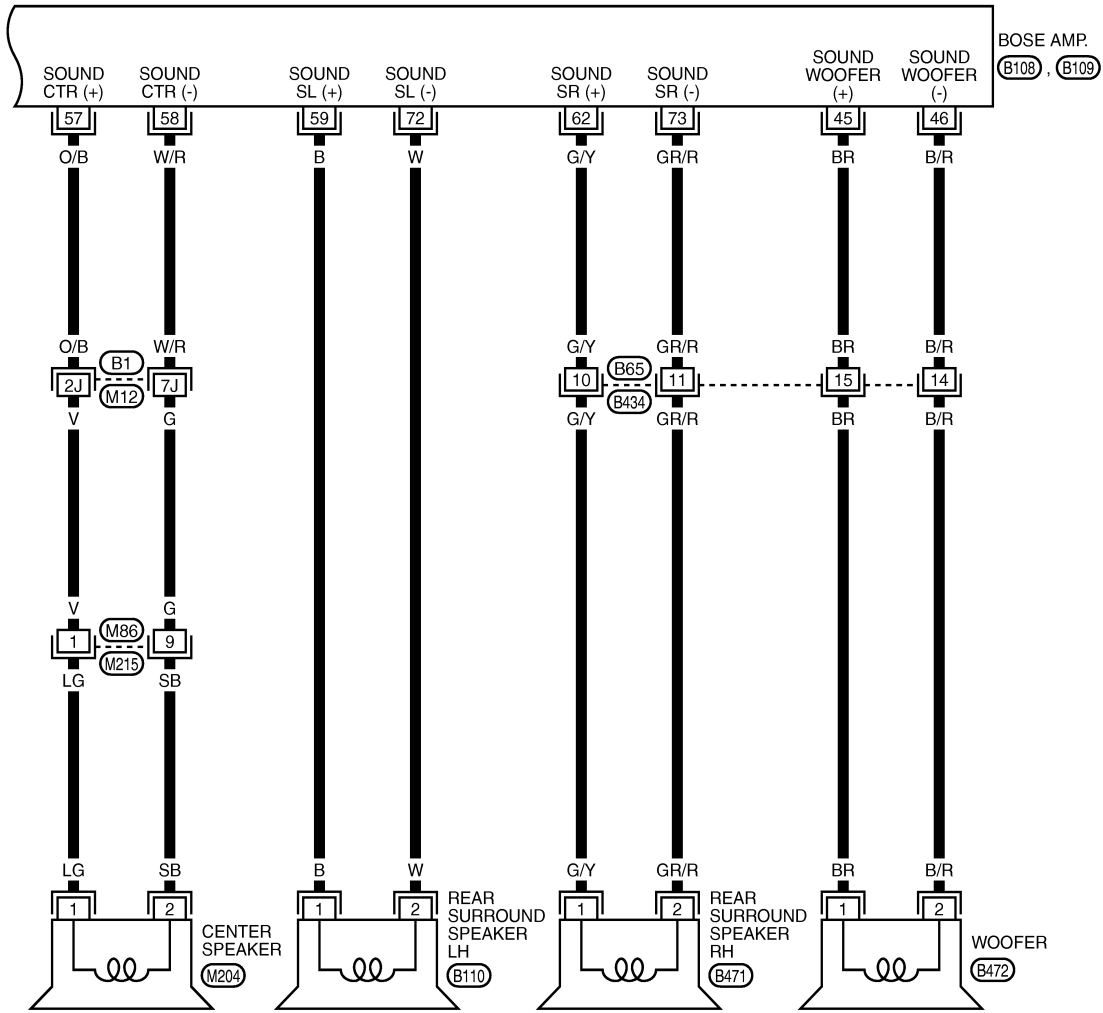 BOSE AMP.
B108 , B109
SOUND CTR (+)
SOUND CTR (-)
SOUND SL (+)
SOUND SL (-)
SOUND SR (+)
SOUND SR (-)
SOUND WOOFER (+)
SOUND WOOFER (-)
57 58 59 72 62 73 45 46
O/B W/R B W G/Y GR/R BR B/R
O/B W/R G/Y GR/R BR B/R
B1 B65
2J 7J 10 11 15 14
M12 B434
V G G/Y GR/R BR B/R
V G
M86
1 9
M215
LG SB
LG SB B W G/Y GR/R BR B/R
1 2 1 2 1 2 1 2
CENTER
SPEAKER
M204
REAR
SURROUND
SPEAKER
LH
B110
REAR
SURROUND
SPEAKER
RH
B471
WOOFER
B472